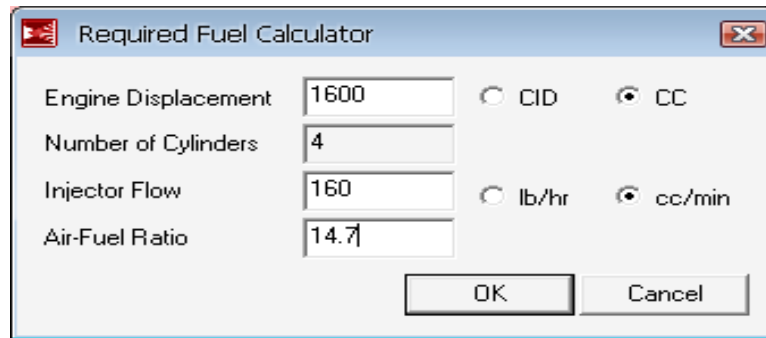 Required Fuel Calculator
Engine Displacement 1600 CID CC
Number of Cylinders 4
Injector Flow 160 lb/hr cc/min
Air-Fuel Ratio 14.7
OK Cancel